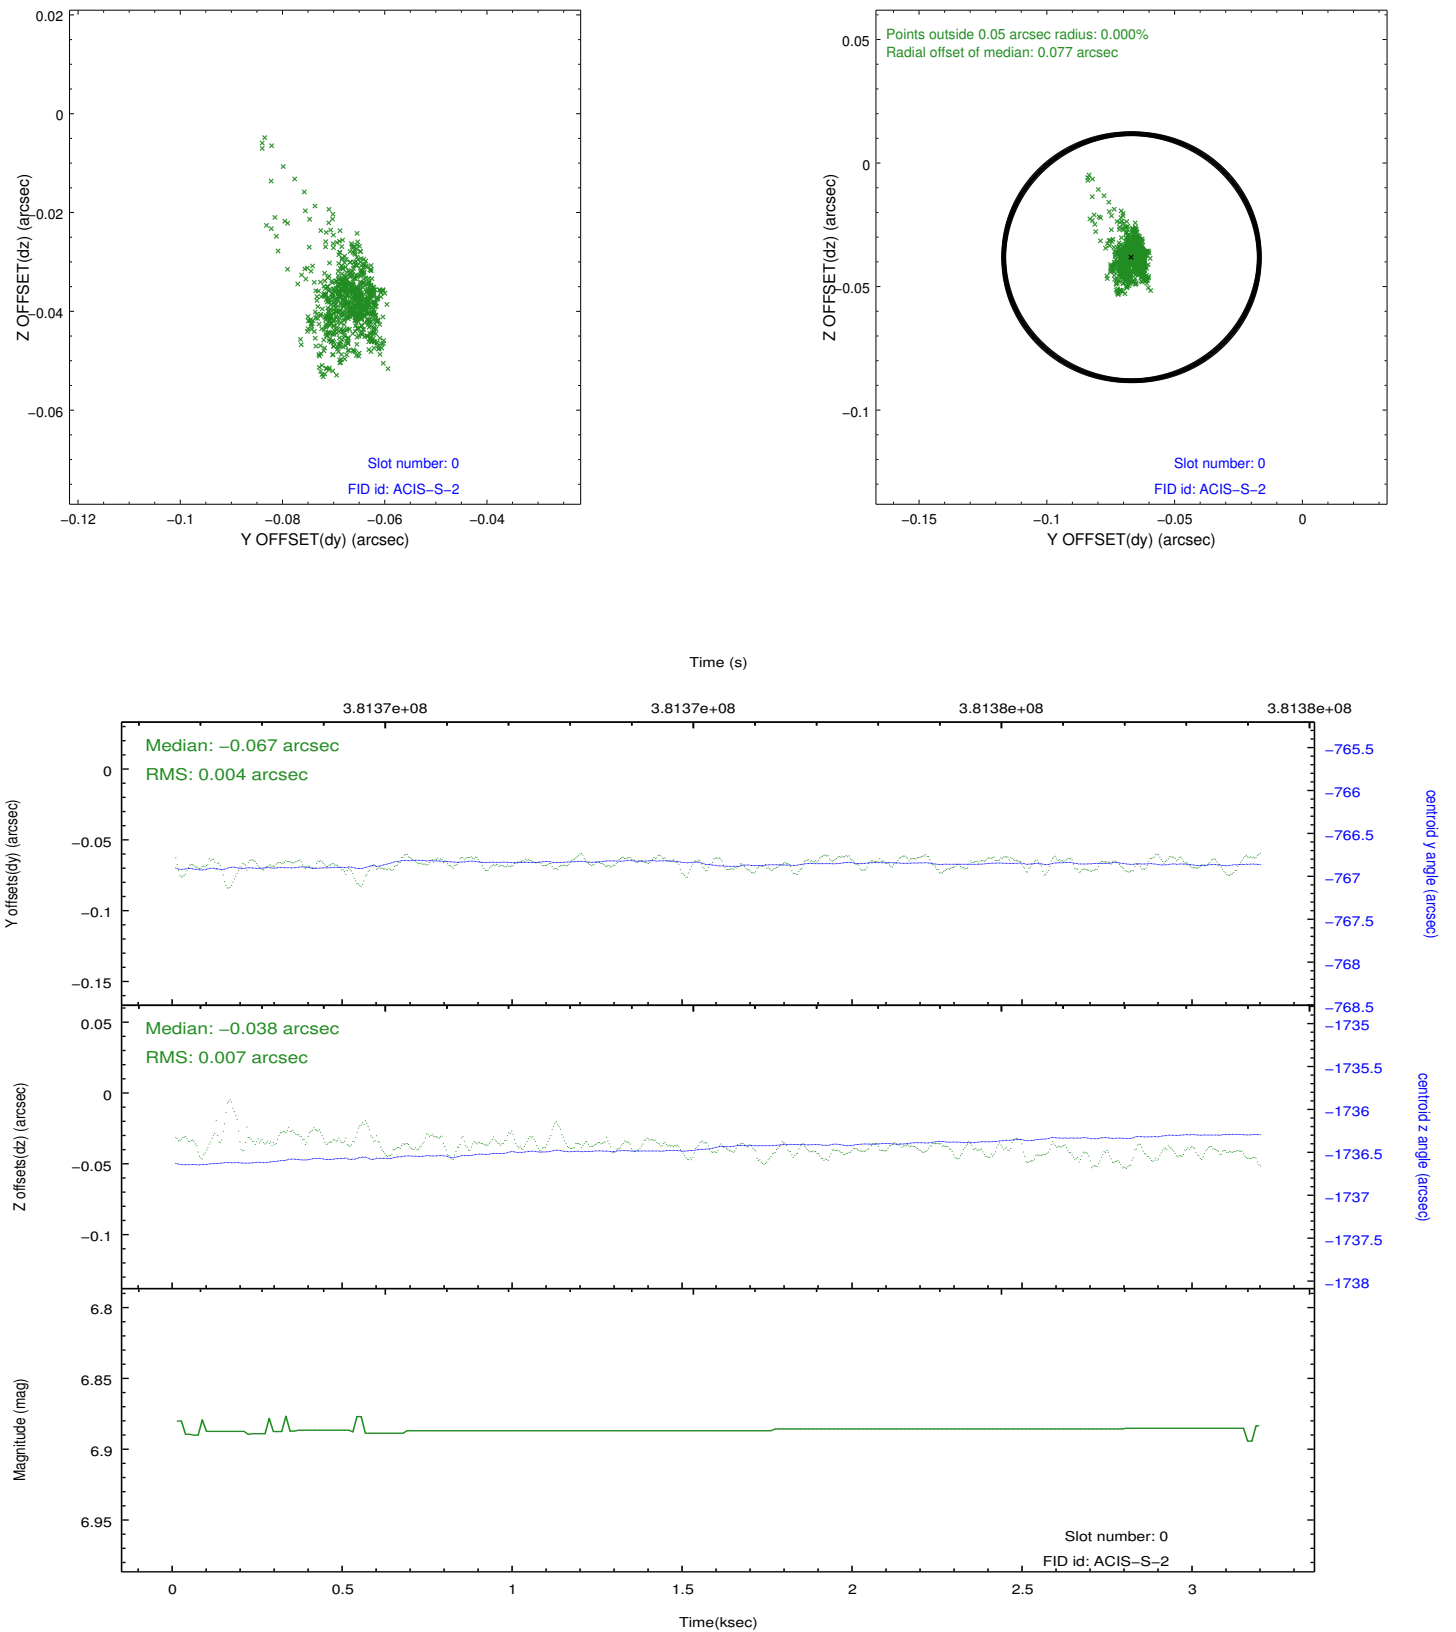 0.02
0
−0.02
−0.04
−0.06
Z OFFSET(dz) (arcsec)
Slot number: 0
FID id: ACIS−S−2
−0.12 −0.1 −0.08 −0.06 −0.04
Y OFFSET(dy) (arcsec)
Points outside 0.05 arcsec radius: 0.000%
Radial offset of median: 0.077 arcsec
0.05
0
−0.05
−0.1
Z OFFSET(dz) (arcsec)
Slot number: 0
FID id: ACIS−S−2
−0.15 −0.1 −0.05 0
Y OFFSET(dy) (arcsec)
Time (s)
3.8137e+08 3.8137e+08 3.8138e+08 3.8138e+08
Median: −0.067 arcsec
RMS: 0.004 arcsec
0
−0.05
−0.1
−0.15
Y offsets(dy) (arcsec)
−765.5
−766
−766.5
−767
−767.5
−768
−768.5
centroid y angle (arcsec)
Median: −0.038 arcsec
RMS: 0.007 arcsec
0.05
0
−0.05
−0.1
Z offsets(dz) (arcsec)
−1735
−1735.5
−1736
−1736.5
−1737
−1737.5
−1738
centroid z angle (arcsec)
6.8
6.85
6.9
6.95
Magnitude (mag)
Slot number: 0
FID id: ACIS−S−2
0 0.5 1 1.5 2 2.5 3
Time(ksec)